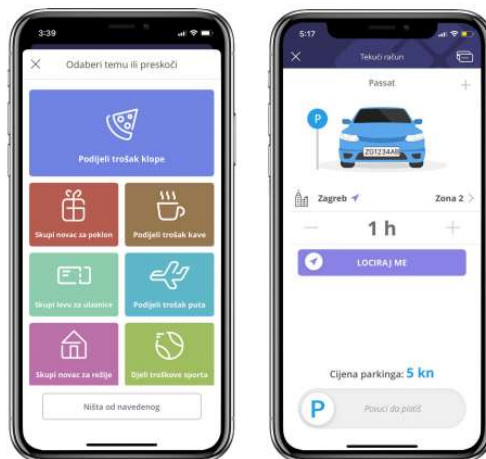 3:39
Odaberi temu ili preskoči
Podijeli trošak klope
Skupi novac za poklon
Podijeli trošak kave
Skupi lovu za ulaznice
Podijeli trošak puta
Skupi novac za režije
Djeli troškove sporta
Ništa od navedenog
5:17
Tekući račun
Passat
P
ZG1234AB
Zagreb
Zona 2
1 h
LOCIRAJ ME
Cijena parkinga: 5 kn
P
Povuci da platiš